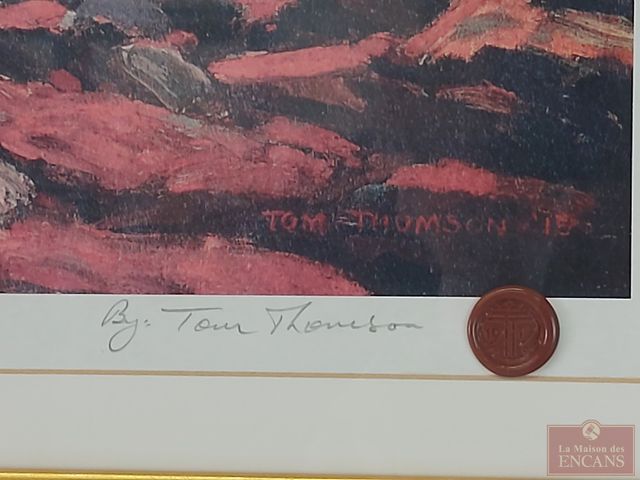 TOM THOMSON '15
By: Tom Thomson
La Maison des
ENCANS